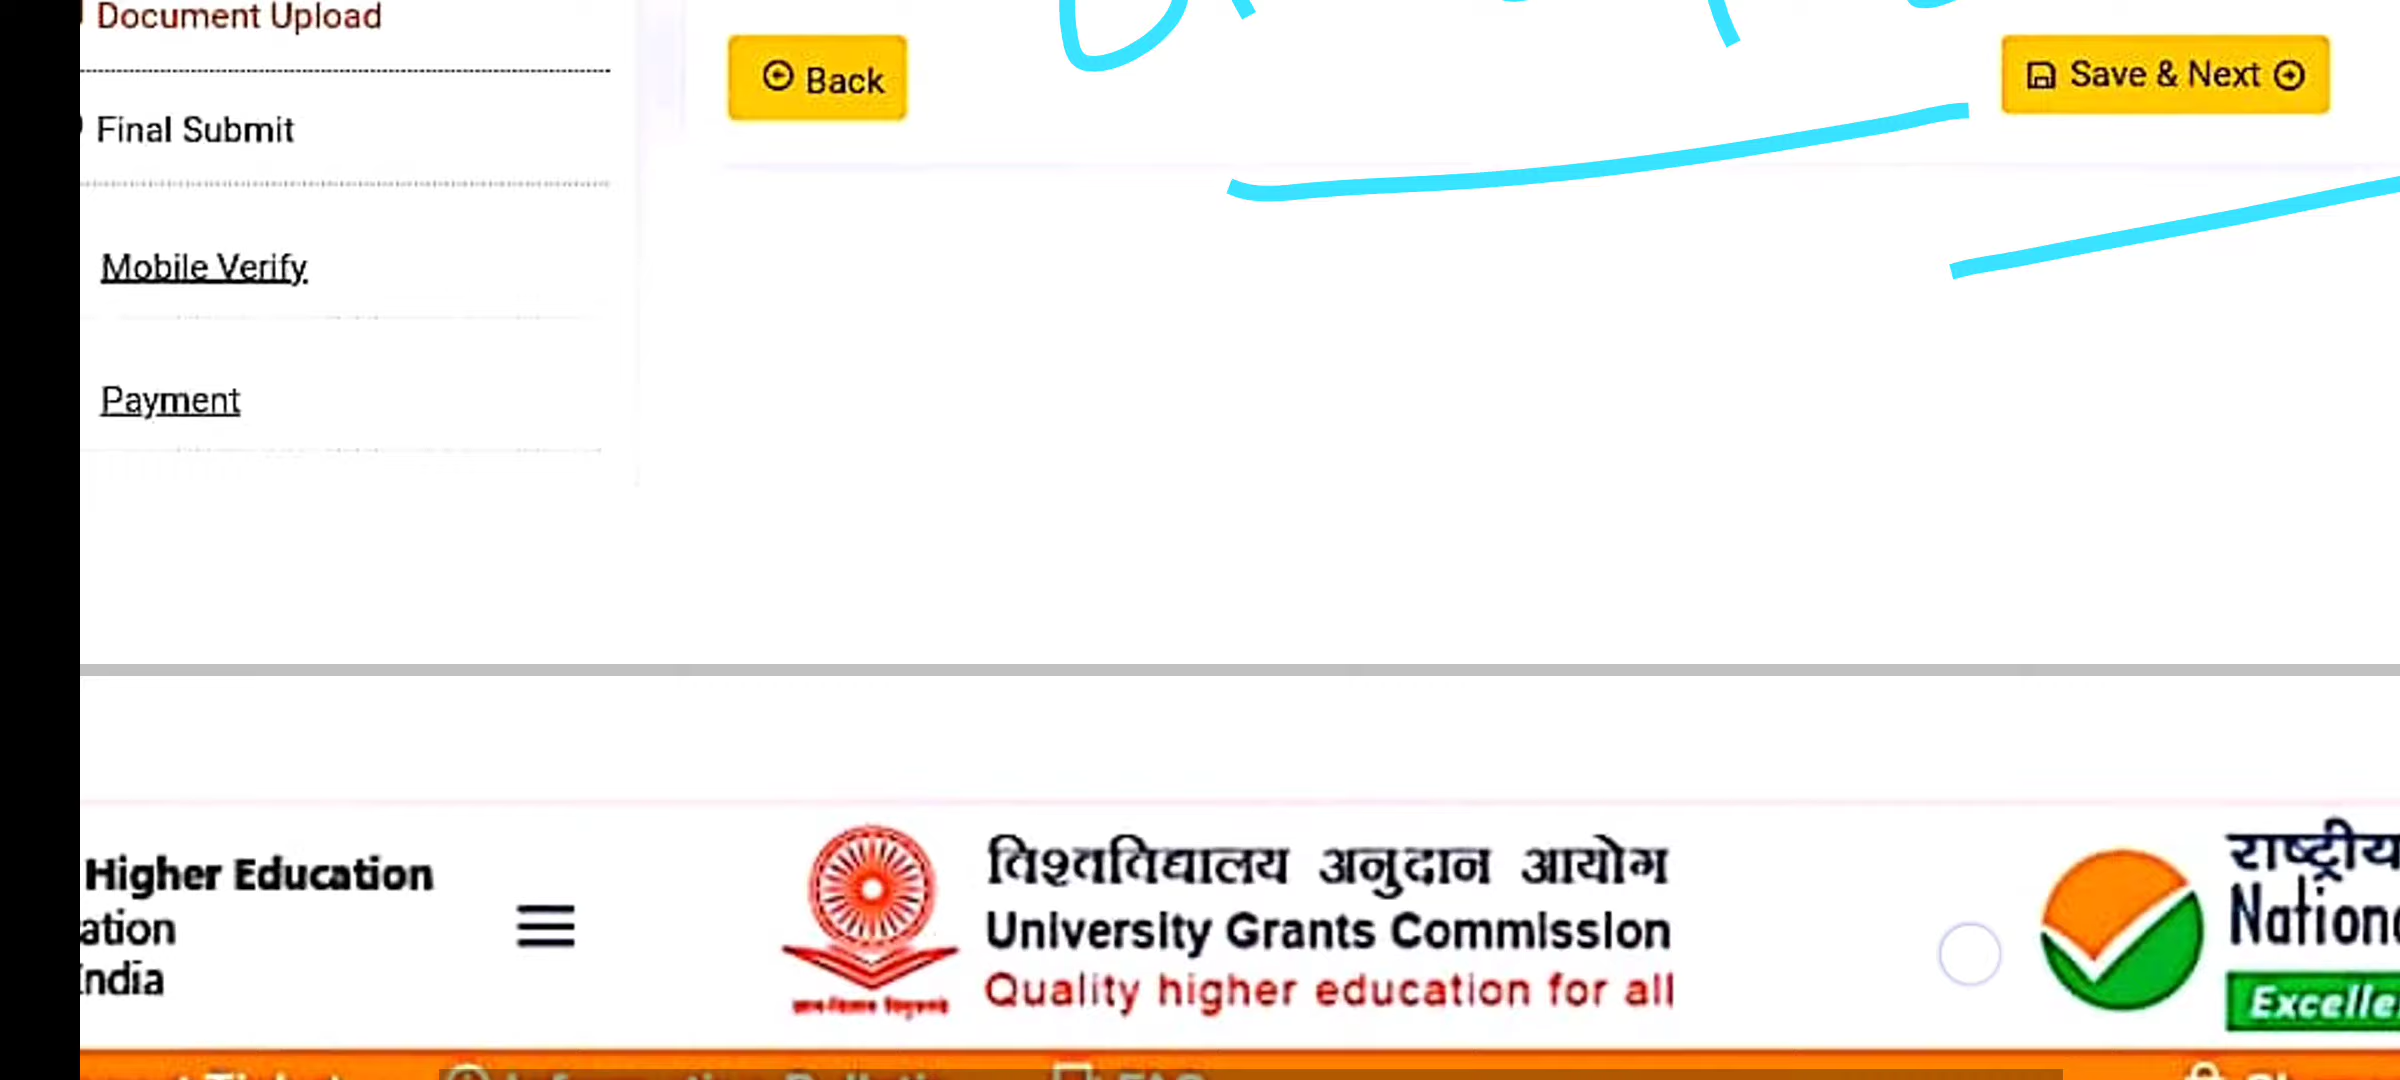 Document Upload
Back
Save & Next
Final Submit
Mobile Verify
Payment
Higher Education
ation
India
विश्वविद्यालय अनुदान आयोग
University Grants Commission
Quality higher education for all
राष्ट्रीय
Nation
Excelle